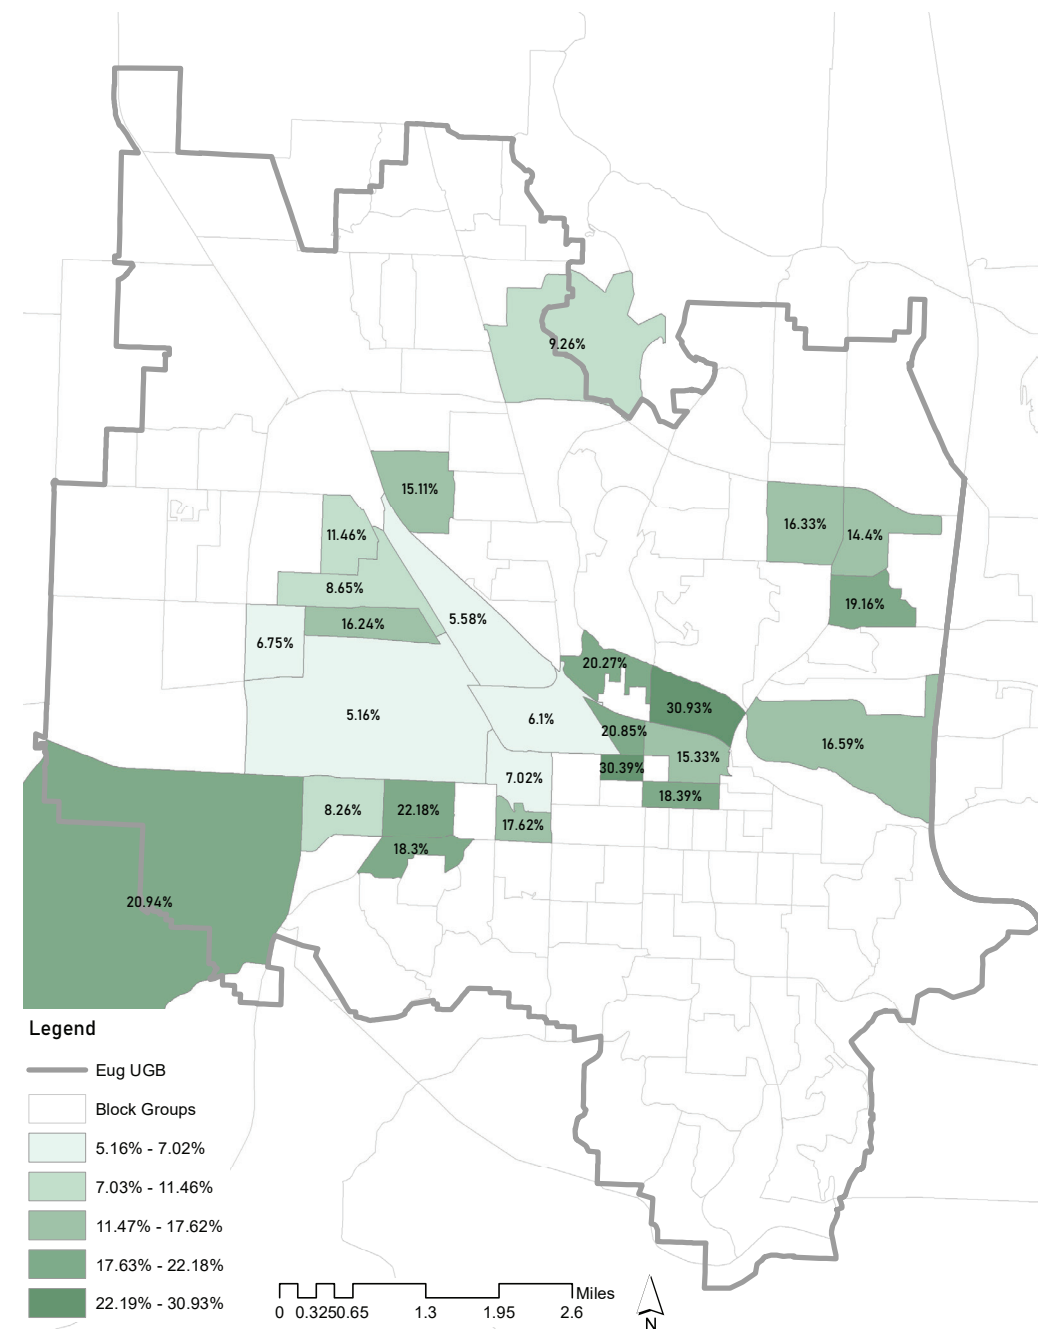 9.26%
15.11%
11.46%
16.33%
14.4%
8.65%
19.16%
16.24%
5.58%
6.75%
20.27%
30.93%
5.16%
6.1%
20.85%
16.59%
15.33%
30.39%
7.02%
18.39%
8.26%
22.18%
17.62%
18.3%
20.94%
Legend
Eug UGB
Block Groups
5.16% - 7.02%
7.03% - 11.46%
11.47% - 17.62%
17.63% - 22.18%
22.19% - 30.93%
Miles
0 0.3250.65 1.3 1.95 2.6
N